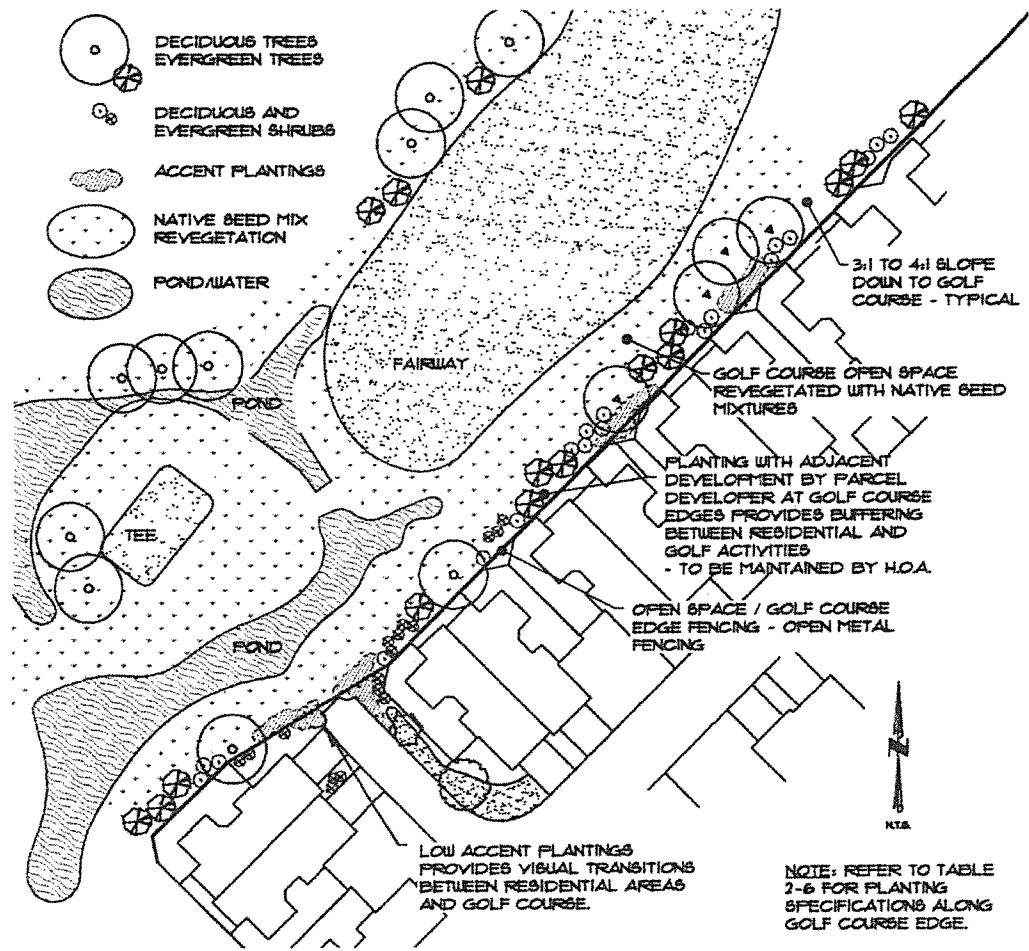 DECIDUOUS TREES
EVERGREEN TREES
DECIDUOUS AND
EVERGREEN SHRUBS
ACCENT PLANTINGS
NATIVE SEED MIX
REVEGETATION
POND/WATER
3:1 TO 4:1 SLOPE
DOWN TO GOLF
COURSE - TYPICAL
FAIRWAY
GOLF COURSE OPEN SPACE
REVEGETATED WITH NATIVE SEED
MIXTURES
POND
PLANTING WITH ADJACENT
DEVELOPMENT BY PARCEL
DEVELOPER AT GOLF COURSE
EDGES PROVIDES BUFFERING
BETWEEN RESIDENTIAL AND
GOLF ACTIVITIES
- TO BE MAINTAINED BY H.O.A.
TEE
OPEN SPACE / GOLF COURSE
EDGE FENCING - OPEN METAL
FENCING
POND
N
N.T.S.
LOW ACCENT PLANTINGS
PROVIDES VISUAL TRANSITIONS
BETWEEN RESIDENTIAL AREAS
AND GOLF COURSE.
NOTE: REFER TO TABLE
2-6 FOR PLANTING
SPECIFICATIONS ALONG
GOLF COURSE EDGE.